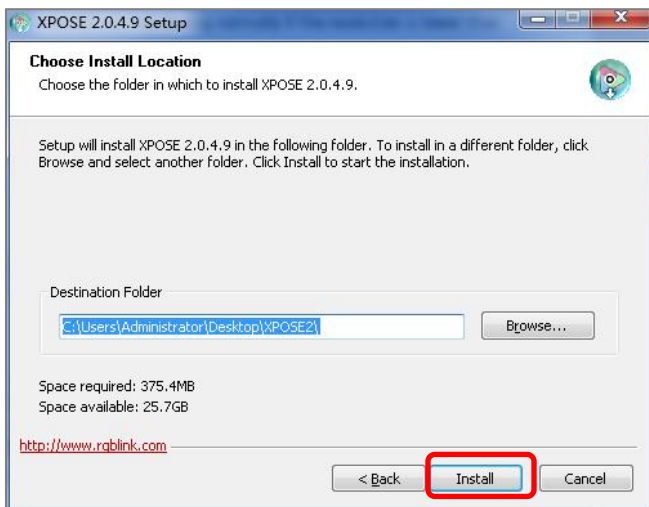 XPOSE 2.0.4.9 Setup
Choose Install Location
Choose the folder in which to install XPOSE 2.0.4.9.
Setup will install XPOSE 2.0.4.9 in the following folder. To install in a different folder, click
Browse and select another folder. Click Install to start the installation.
Destination Folder
C:\Users\Administrator\Desktop\XPOSE2\
Browse...
Space required: 375.4MB
Space available: 25.7GB
http://www.rgblink.com
< Back
Install
Cancel